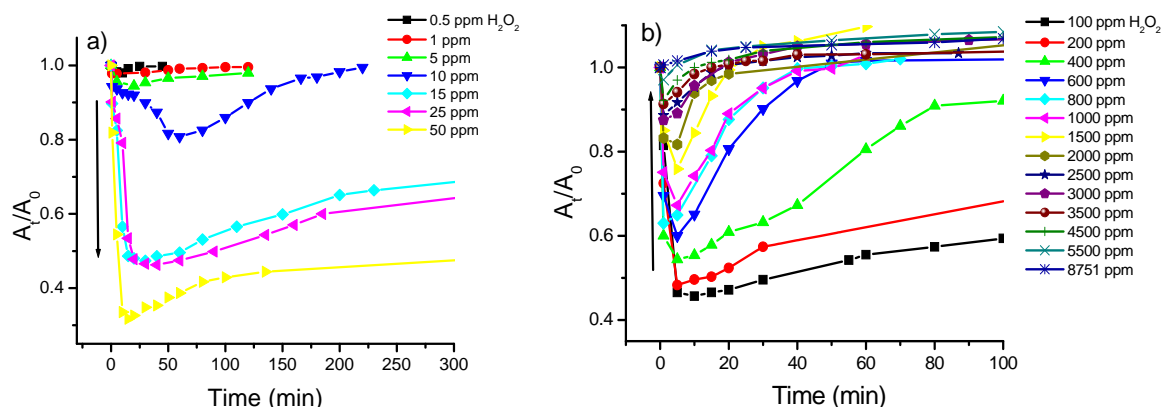 a)
0.5 ppm H₂O₂
1 ppm
5 ppm
10 ppm
15 ppm
25 ppm
50 ppm
1.0
0.8
0.6
0.4
Aₜ/A₀
0 50 100 150 200 250 300
Time (min)
b)
100 ppm H₂O₂
200 ppm
400 ppm
600 ppm
800 ppm
1000 ppm
1500 ppm
2000 ppm
2500 ppm
3000 ppm
3500 ppm
4500 ppm
5500 ppm
8751 ppm
1.0
0.8
0.6
0.4
Aₜ/A₀
0 20 40 60 80 100
Time (min)